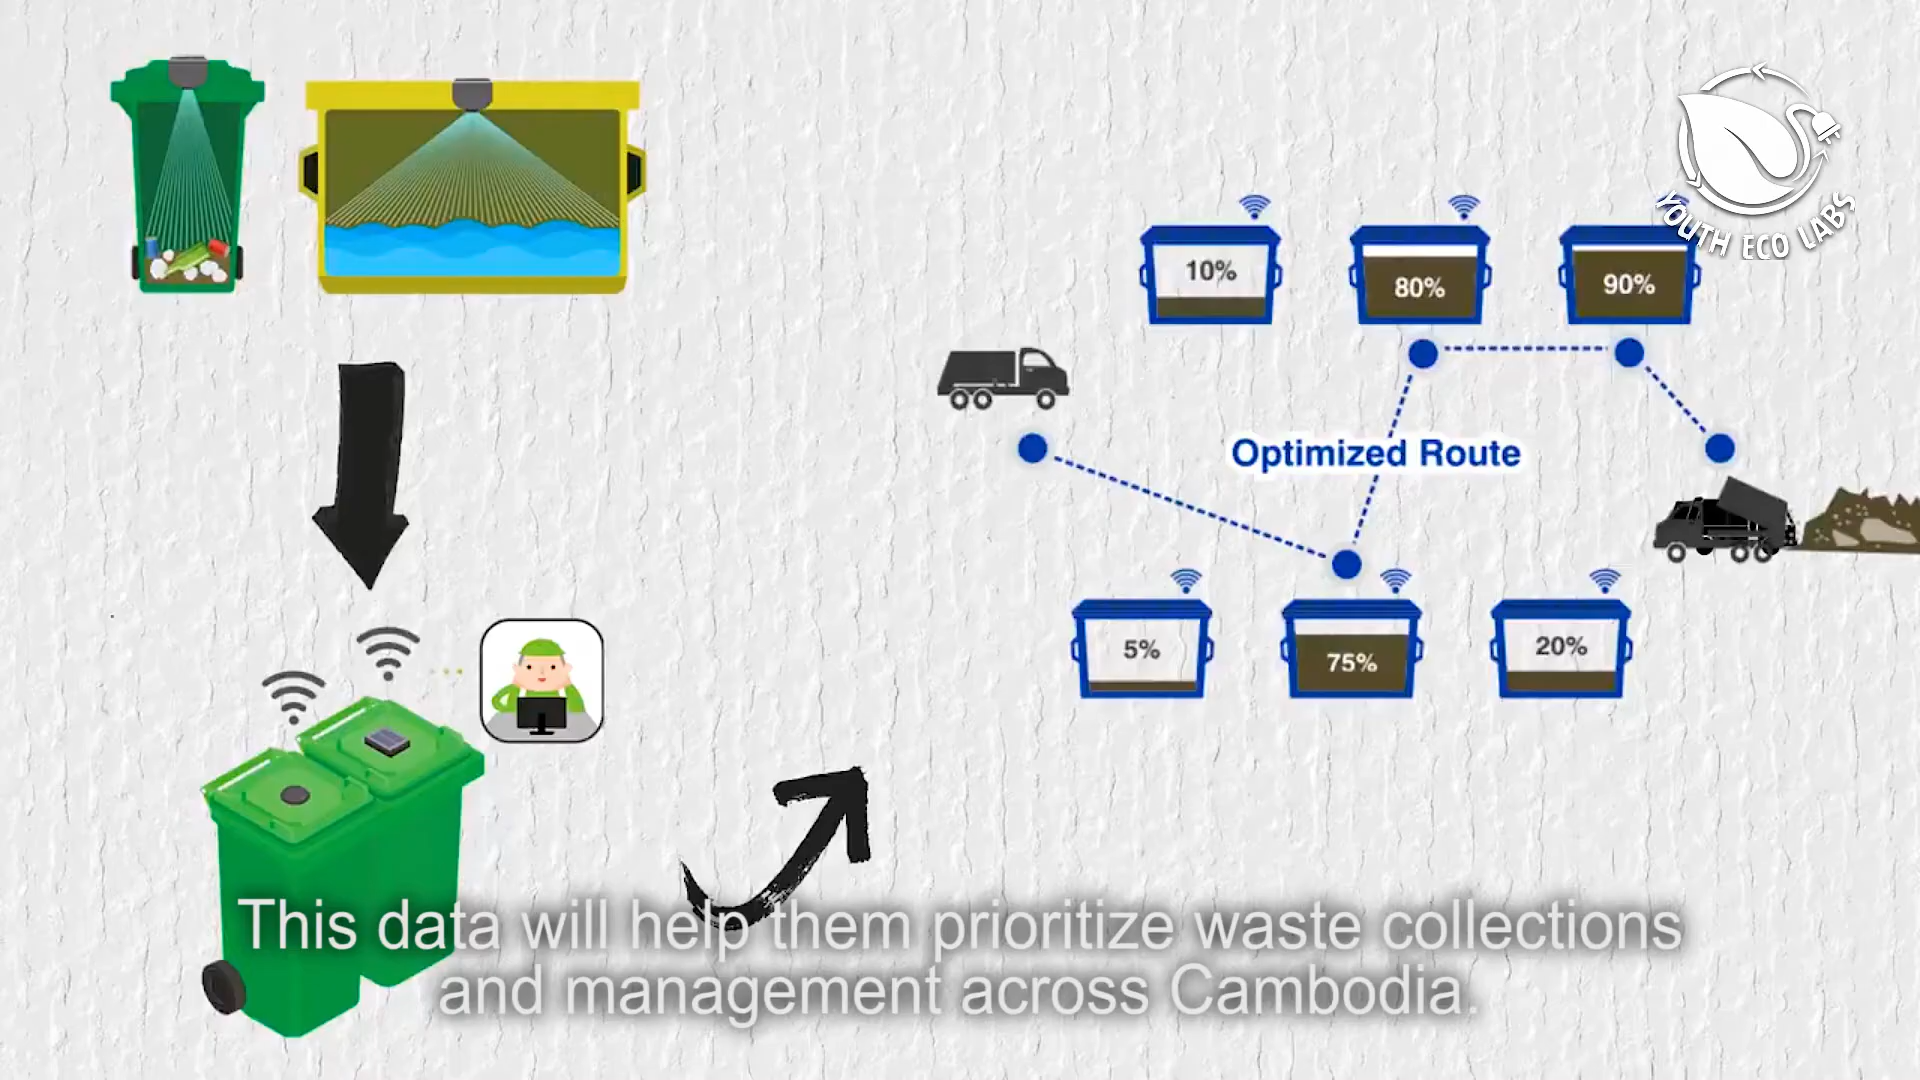 YOUTH ECO LABS
10%
80%
90%
Optimized Route
5%
75%
20%
This data will help them prioritize waste collections
and management across Cambodia.